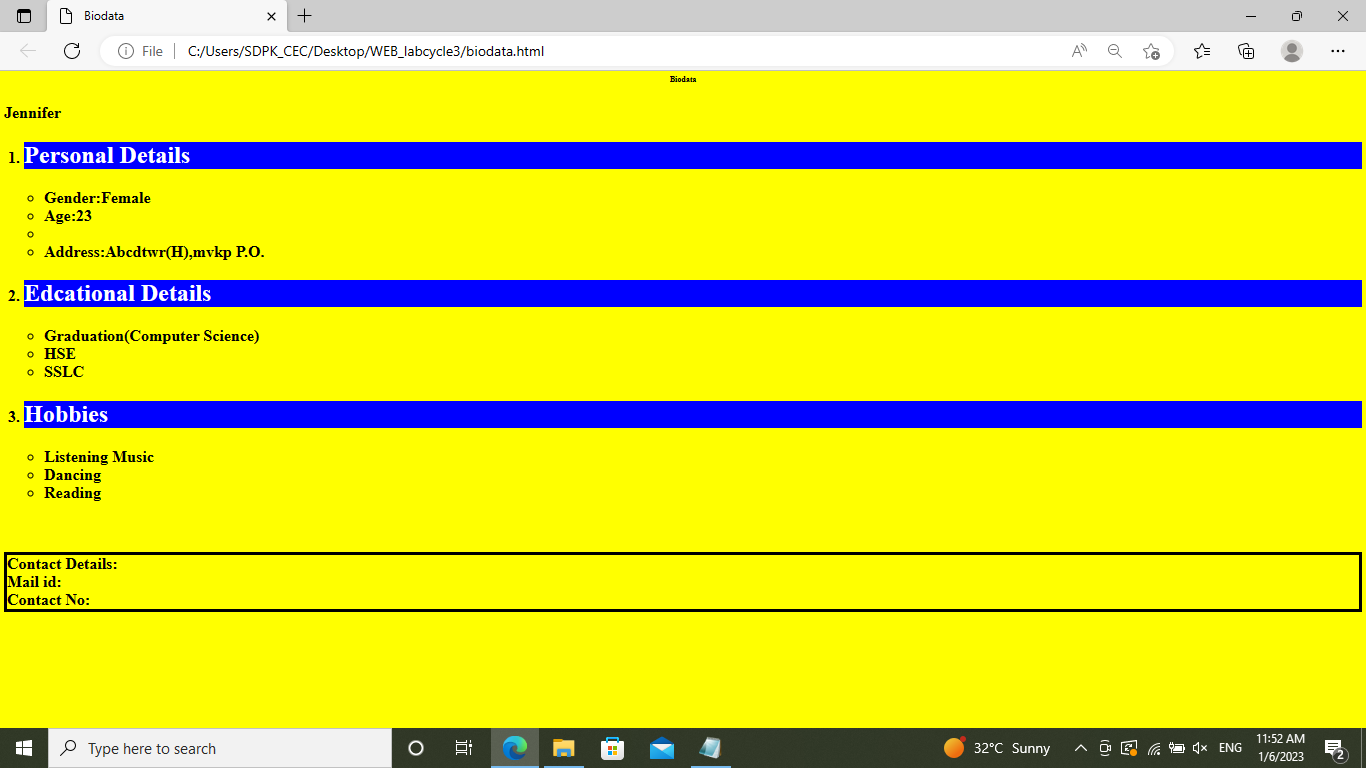 Biodata
File
C:/Users/SDPK_CEC/Desktop/WEB_labcycle3/biodata.html
Biodata
Jennifer
1. Personal Details
Gender:Female
Age:23
Address:Abcdtwr(H),mvkp P.O.
2. Edcational Details
Graduation(Computer Science)
HSE
SSLC
3. Hobbies
Listening Music
Dancing
Reading
Contact Details:
Mail id:
Contact No:
Type here to search
32°C Sunny
ENG
11:52 AM
1/6/2023
2